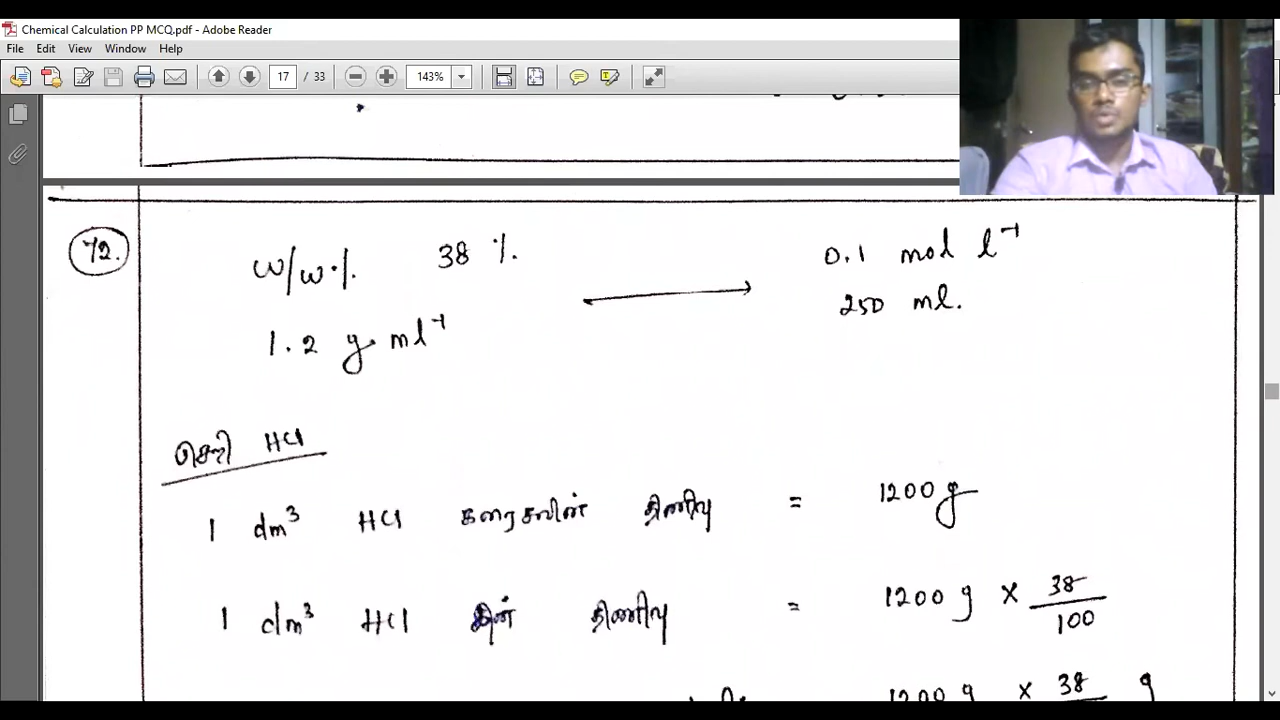 Chemical Calculation PP MCQ.pdf - Adobe Reader
File Edit View Window Help
17 / 33 143%
72.
w/w % 38 %. 0.1 mol l⁻¹
1.2 g ml⁻¹ 250 ml.
செறி HCl
1 dm³ HCl கரைசலின் திணிவு = 1200 g
1 dm³ HCl இன் திணிவு = 1200 g × 38/100
1200 g × 38 g